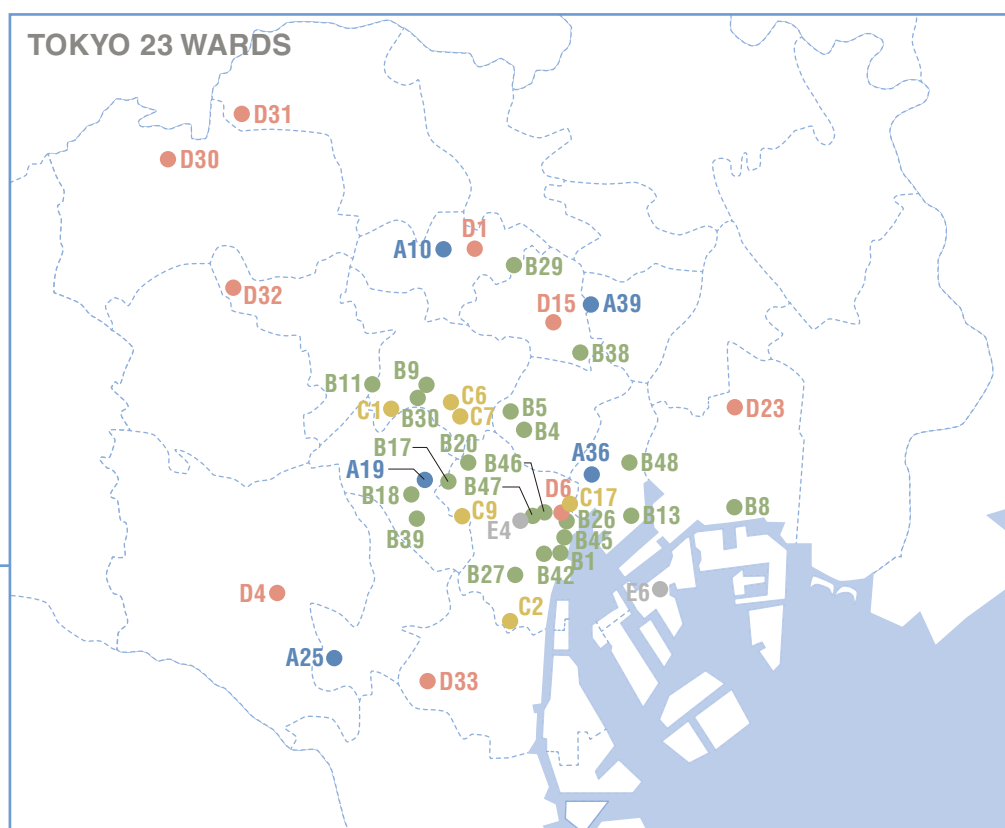 TOKYO 23 WARDS
D31
D30
D1
A10
B29
D32
D15
A39
B38
B9
B11
C6
C1
B30
C7
B5
D23
B4
B17
B20
A19
B46
A36
B48
B47
D6
B18
C17
B8
C9
E4
B26
B13
B39
B45
B1
B27
B42
D4
E6
C2
A25
D33